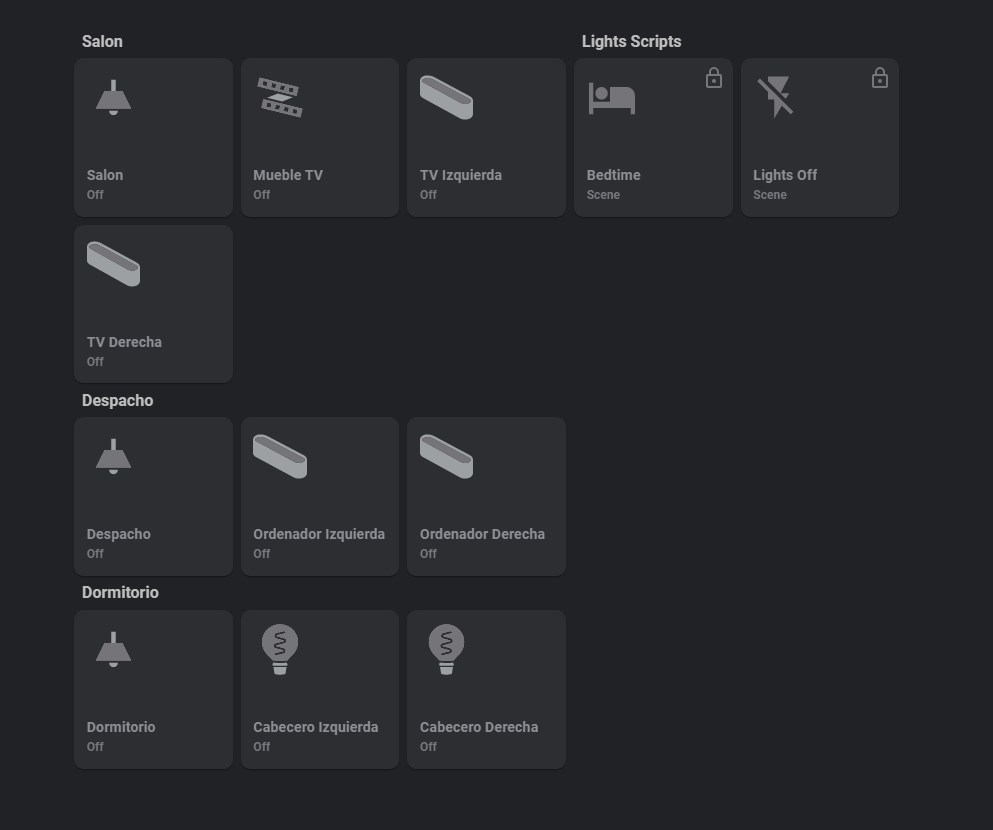 Salon
Lights Scripts
Salon
Off
Mueble TV
Off
TV Izquierda
Off
Bedtime
Scene
Lights Off
Scene
TV Derecha
Off
Despacho
Despacho
Off
Ordenador Izquierda
Off
Ordenador Derecha
Off
Dormitorio
Dormitorio
Off
Cabecero Izquierda
Off
Cabecero Derecha
Off